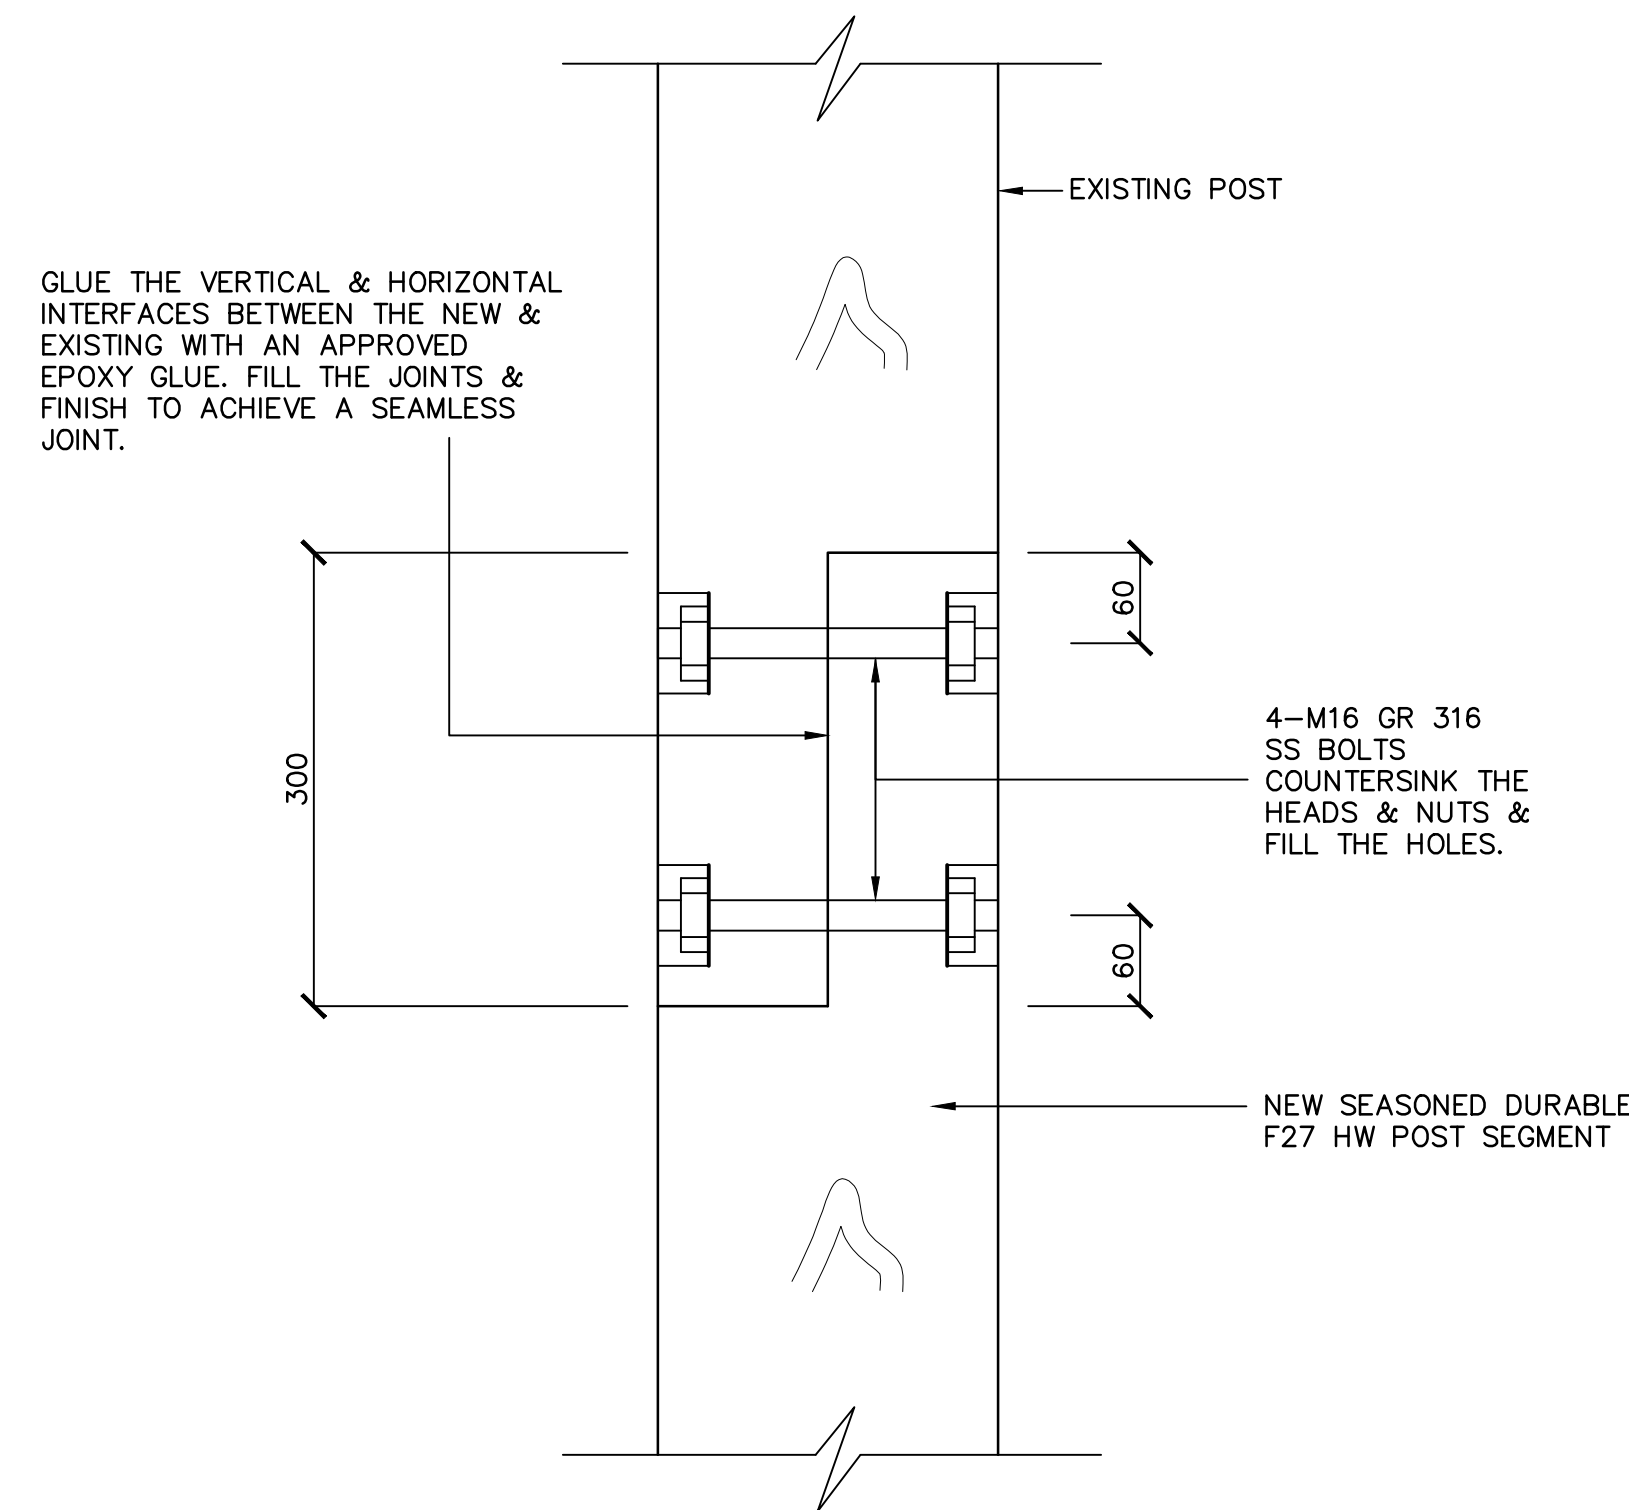 EXISTING POST
GLUE THE VERTICAL & HORIZONTAL
INTERFACES BETWEEN THE NEW &
EXISTING WITH AN APPROVED
EPOXY GLUE. FILL THE JOINTS &
FINISH TO ACHIEVE A SEAMLESS
JOINT.
60
300
4-M16 GR 316
SS BOLTS
COUNTERSINK THE
HEADS & NUTS &
FILL THE HOLES.
60
NEW SEASONED DURABLE
F27 HW POST SEGMENT